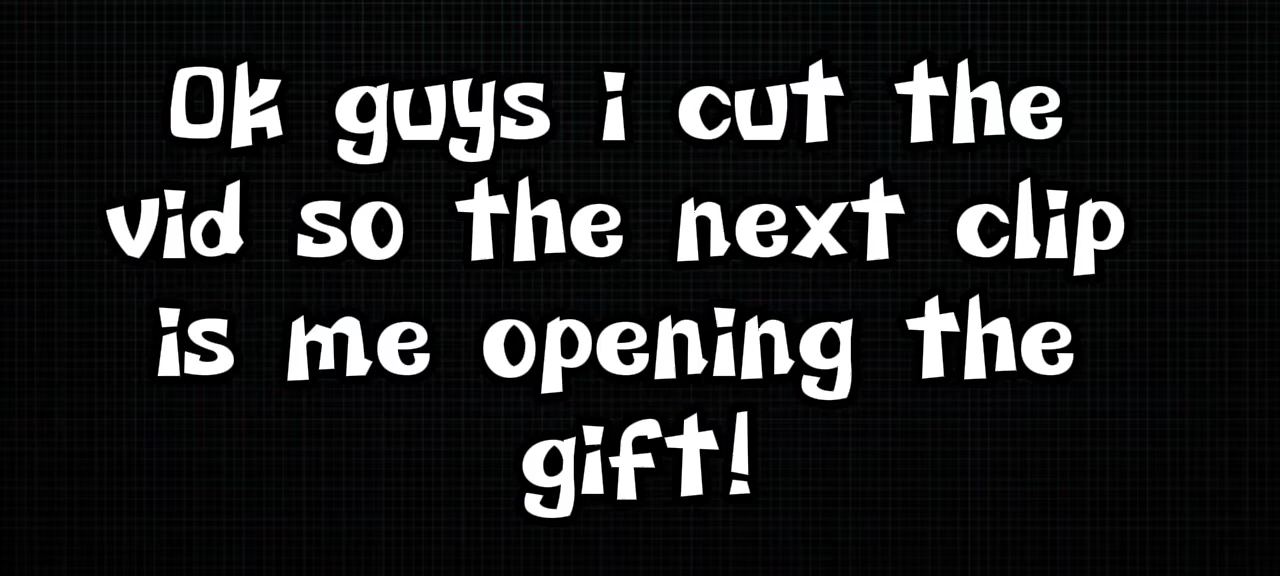 Ok guys i cut the
vid so the next clip
is me opening the
gift!